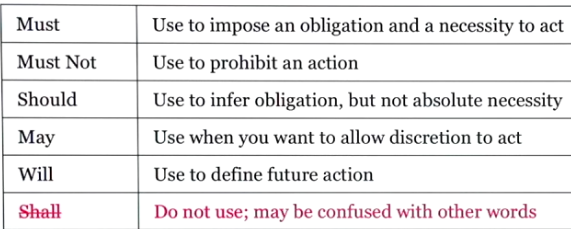 Must Use to impose an obligation and a necessity to act
Must Not Use to prohibit an action
Should Use to infer obligation, but not absolute necessity
May Use when you want to allow discretion to act
Will Use to define future action
Shall Do not use; may be confused with other words